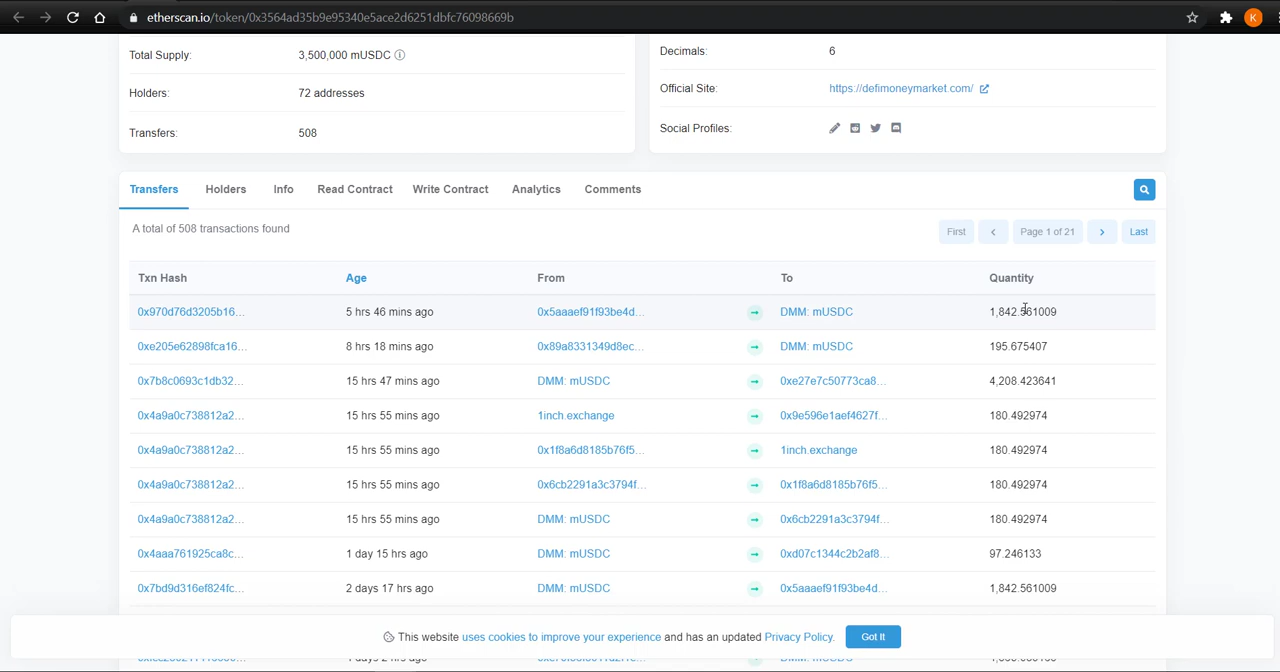 etherscan.io/token/0x3564ad35b9e95340e5ace2d6251dbfc76098669b
K
Total Supply: 3,500,000 mUSDC
Holders: 72 addresses
Transfers: 508
Decimals: 6
Official Site: https://defimoneymarket.com/
Social Profiles:
Transfers Holders Info Read Contract Write Contract Analytics Comments
A total of 508 transactions found
First Page 1 of 21 Last
Txn Hash Age From To Quantity
0x970d76d3205b16... 5 hrs 46 mins ago 0x5aaaef91f93be4d... DMM: mUSDC 1,842.561009
0xe205e62898fca16... 8 hrs 18 mins ago 0x89a8331349d8ec... DMM: mUSDC 195.675407
0x7b8c0693c1db32... 15 hrs 47 mins ago DMM: mUSDC 0xe27e7c50773ca8... 4,208.423641
0x4a9a0c738812a2... 15 hrs 55 mins ago 1inch.exchange 0x9e596e1aef4627f... 180.492974
0x4a9a0c738812a2... 15 hrs 55 mins ago 0x1f8a6d8185b76f5... 1inch.exchange 180.492974
0x4a9a0c738812a2... 15 hrs 55 mins ago 0x6cb2291a3c3794f... 0x1f8a6d8185b76f5... 180.492974
0x4a9a0c738812a2... 15 hrs 55 mins ago DMM: mUSDC 0x6cb2291a3c3794f... 180.492974
0x4aaa761925ca8c... 1 day 15 hrs ago DMM: mUSDC 0xd07c1344c2b2af8... 97.246133
0x7bd9d316ef824fc... 2 days 17 hrs ago DMM: mUSDC 0x5aaaef91f93be4d... 1,842.561009
This website uses cookies to improve your experience and has an updated Privacy Policy. Got It